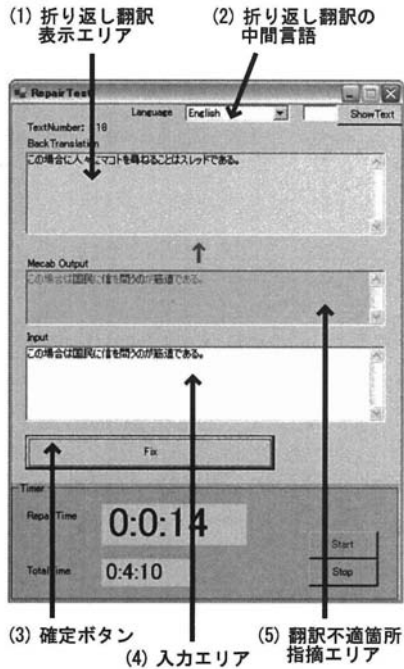 (1) 折り返し翻訳
表示エリア
(2) 折り返し翻訳の
中間言語
RepairTest
Language English ShowText
TextNumber: 18
BackTranslation
この場合に人々にマコトを尋ねることはスレッドである。
Mecab Output
この場合は国民に信を問うのが筋道である。
Input
この場合は国民に信を問うのが筋道である。
Fix
Timer
RepairTime 0:0:14
Start
TotalTime 0:4:10
Stop
(3) 確定ボタン
(4) 入力エリア
(5) 翻訳不適箇所
指摘エリア